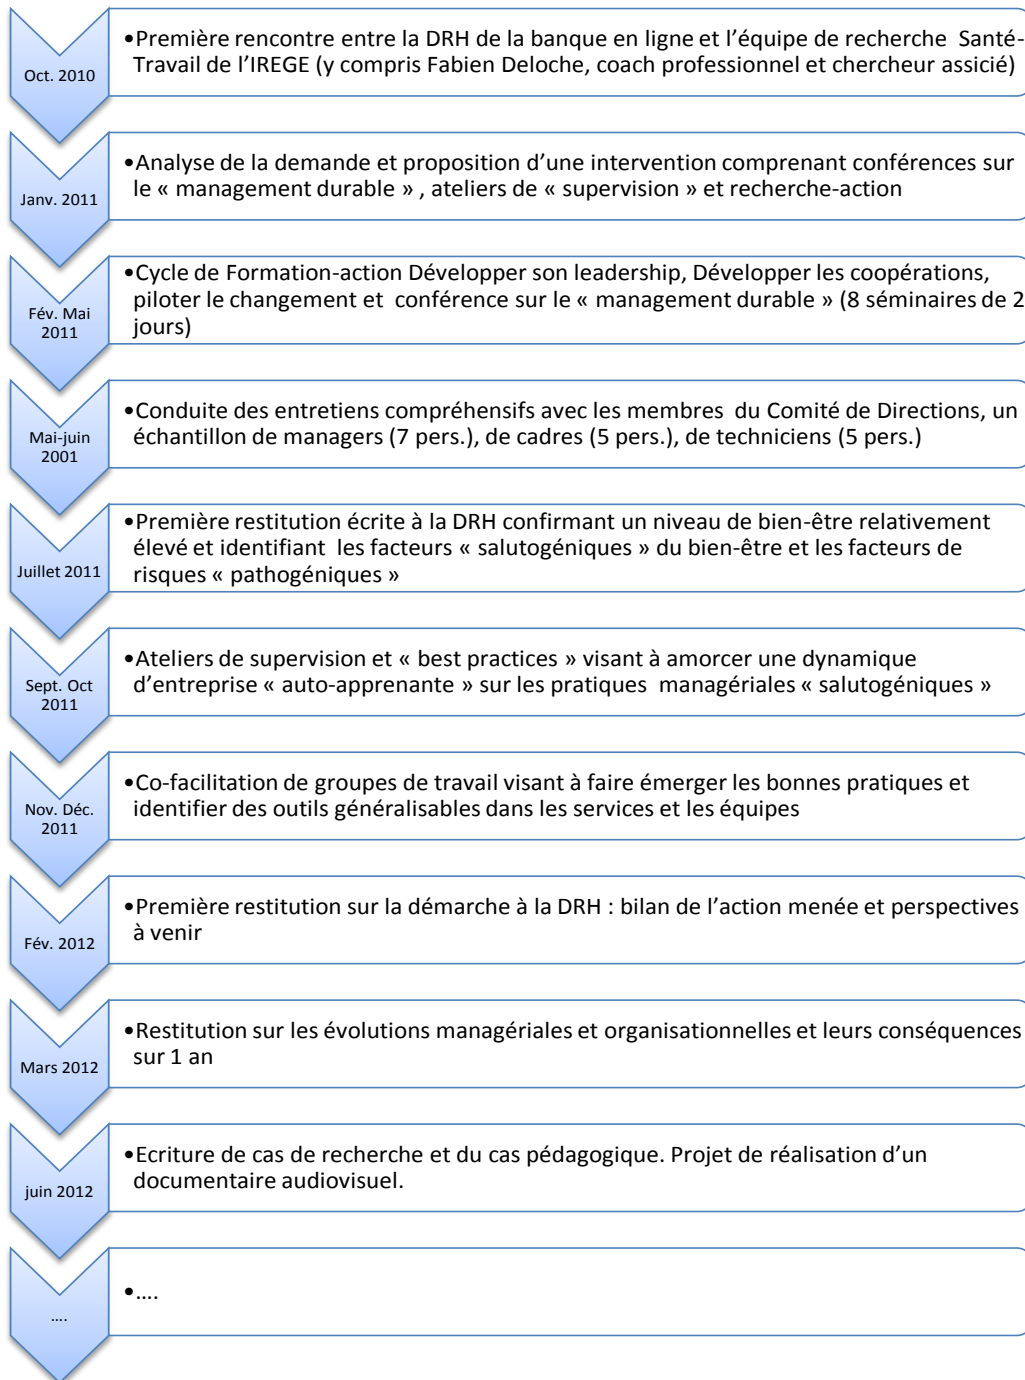 Oct. 2010
•Première rencontre entre la DRH de la banque en ligne et l'équipe de recherche Santé-
Travail de l'IREGE (y compris Fabien Deloche, coach professionnel et chercheur assicié)
Janv. 2011
•Analyse de la demande et proposition d'une intervention comprenant conférences sur
le « management durable » , ateliers de « supervision » et recherche-action
Fév. Mai
2011
•Cycle de Formation-action Développer son leadership, Développer les coopérations,
piloter le changement et conférence sur le « management durable » (8 séminaires de 2
jours)
Mai-juin
2001
•Conduite des entretiens compréhensifs avec les membres du Comité de Directions, un
échantillon de managers (7 pers.), de cadres (5 pers.), de techniciens (5 pers.)
Juillet 2011
•Première restitution écrite à la DRH confirmant un niveau de bien-être relativement
élevé et identifiant les facteurs « salutogéniques » du bien-être et les facteurs de
risques « pathogéniques »
Sept. Oct
2011
•Ateliers de supervision et « best practices » visant à amorcer une dynamique
d'entreprise « auto-apprenante » sur les pratiques managériales « salutogéniques »
Nov. Déc.
2011
•Co-facilitation de groupes de travail visant à faire émerger les bonnes pratiques et
identifier des outils généralisables dans les services et les équipes
Fév. 2012
•Première restitution sur la démarche à la DRH : bilan de l'action menée et perspectives
à venir
Mars 2012
•Restitution sur les évolutions managériales et organisationnelles et leurs conséquences
sur 1 an
juin 2012
•Ecriture de cas de recherche et du cas pédagogique. Projet de réalisation d'un
documentaire audiovisuel.
....
•....